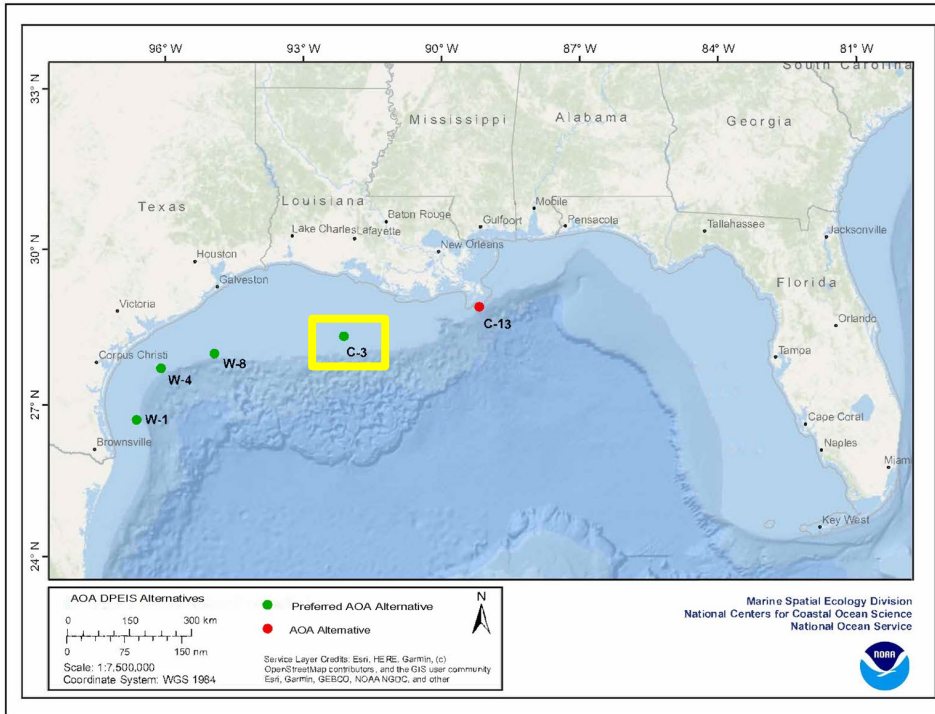 96° W 93° W 90° W 87° W 84° W 81° W
33° N
30° N
27° N
24° N
South Carolina
Mississippi
Alabama
Georgia
Texas
Louisiana
Baton Rouge
Mobile
Lake Charles
Lafayette
Gulfport
Pensacola
Tallahassee
Jacksonville
New Orleans
Houston
Galveston
Florida
Victoria
C-13
Orlando
Corpus Christi
W-8
C-3
Tampa
W-4
W-1
Cape Coral
Brownsville
Naples
Miami
Key West
AOA DPEIS Alternatives
0 150 300 km
0 75 150 nm
Scale: 1:7,500,000
Coordinate System: WGS 1984
Preferred AOA Alternative
AOA Alternative
N
Service Layer Credits: Esri, HERE, Garmin, (c)
OpenStreetMap contributors, and the GIS user community
Esri, Garmin, GEBCO, NOAA NGDC, and other
Marine Spatial Ecology Division
National Centers for Coastal Ocean Science
National Ocean Service
NOAA